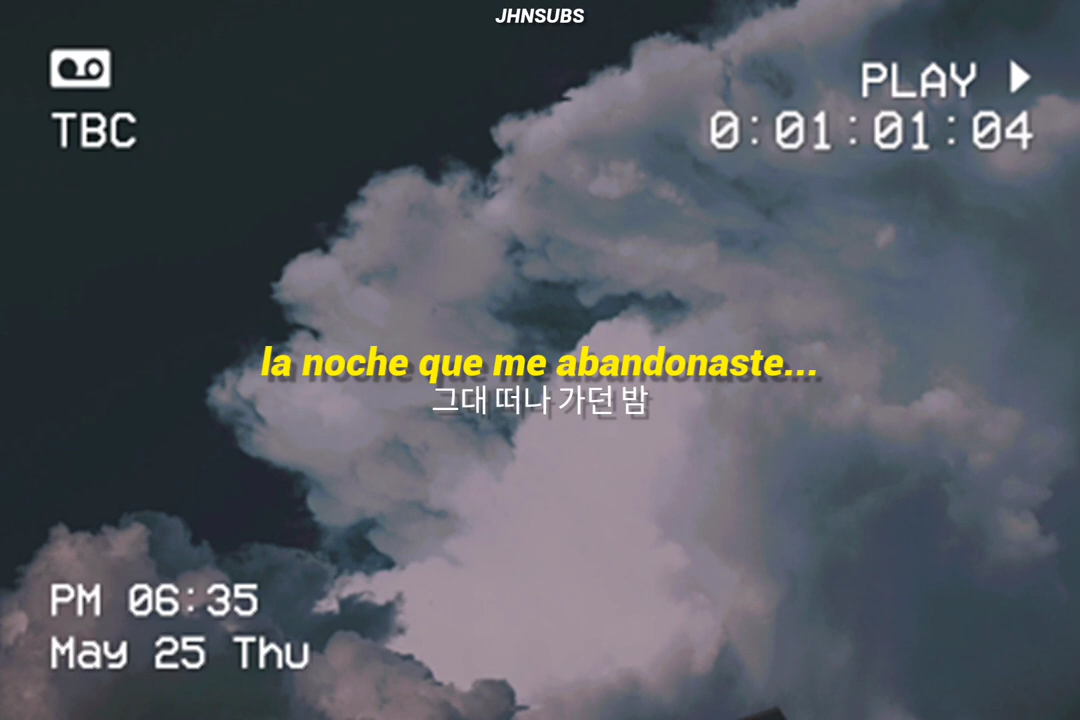 JHNSUBS
TBC
PLAY
0:01:01:04
la noche que me abandonaste...
그대 떠나 가던 밤
PM 06:35
May 25 Thu